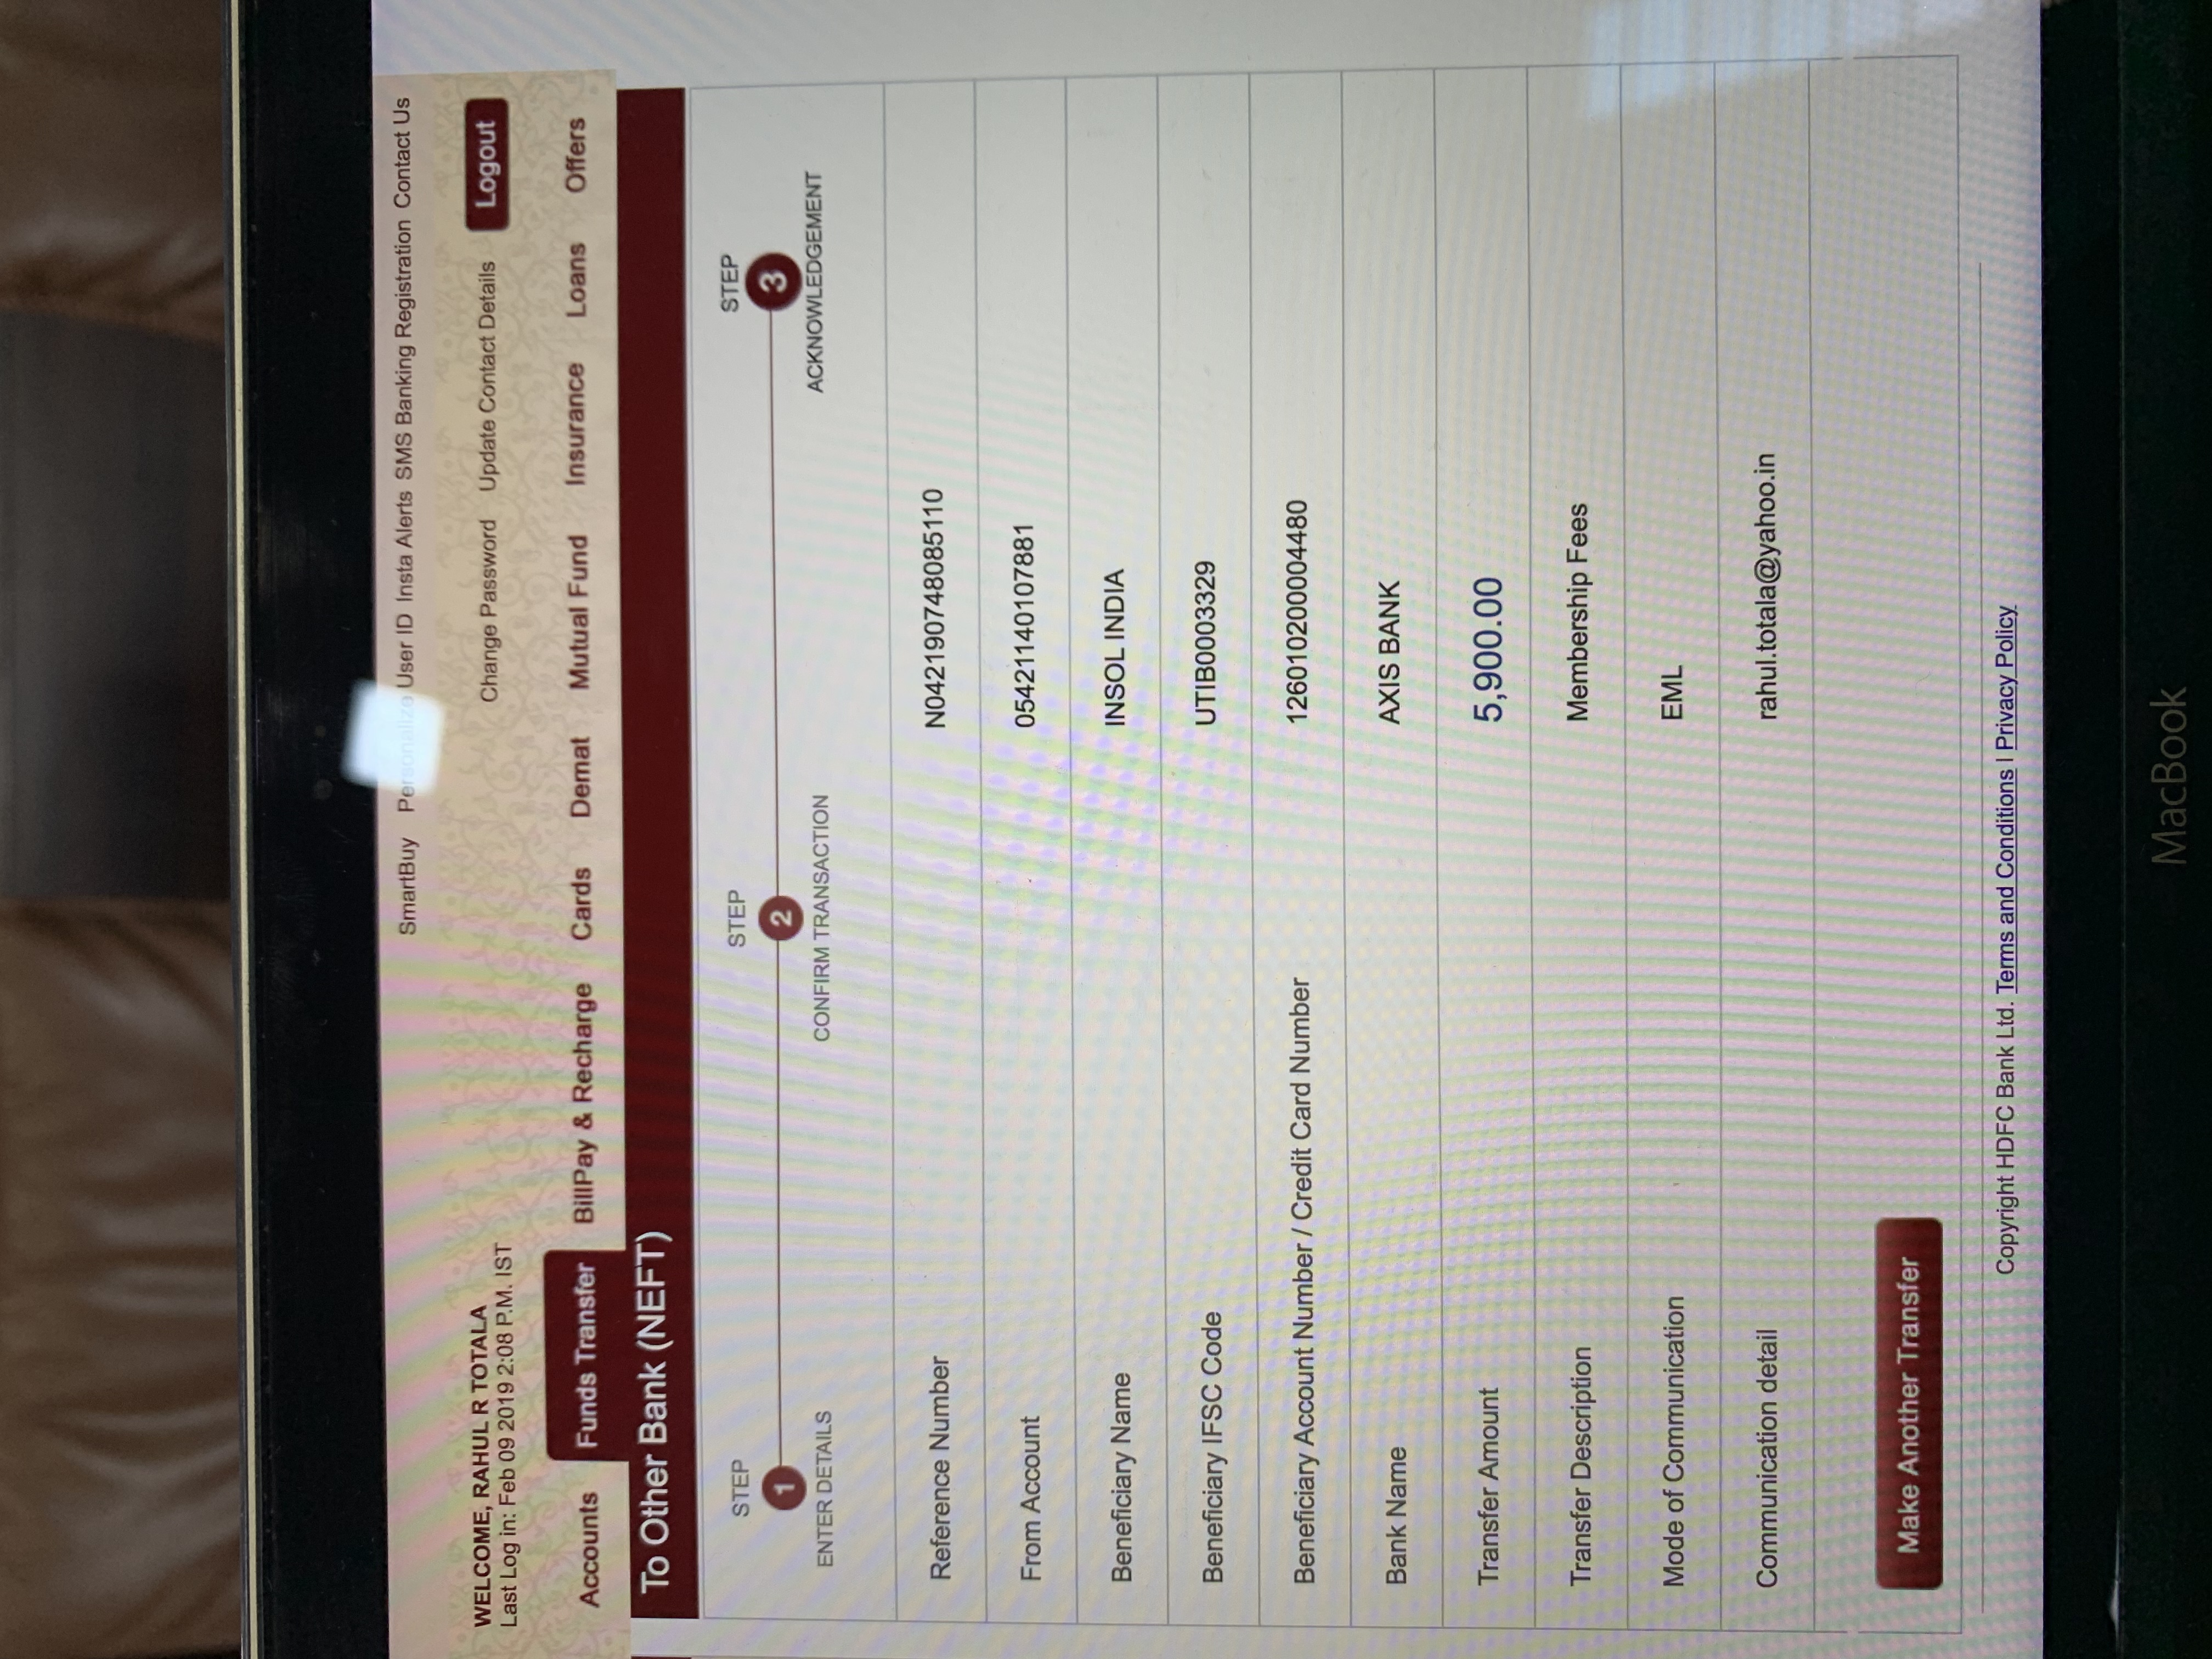 SmartBuy Personalize User ID Insta Alerts SMS Banking Registration Contact Us
WELCOME, RAHUL R TOTALA
Last Log in: Feb 09 2019 2:08 P.M. IST
Change Password Update Contact Details Logout
Accounts Funds Transfer BillPay & Recharge Cards Demat Mutual Fund Insurance Loans Offers
To Other Bank (NEFT)
STEP STEP STEP
1 2 3
ENTER DETAILS CONFIRM TRANSACTION ACKNOWLEDGEMENT
Reference Number N042190748085110
From Account 05421140107881
Beneficiary Name INSOL INDIA
Beneficiary IFSC Code UTIB0003329
Beneficiary Account Number / Credit Card Number 126010200004480
Bank Name AXIS BANK
Transfer Amount 5,900.00
Transfer Description Membership Fees
Mode of Communication EML
Communication detail rahul.totala@yahoo.in
Make Another Transfer
Copyright HDFC Bank Ltd. Terms and Conditions | Privacy Policy
MacBook